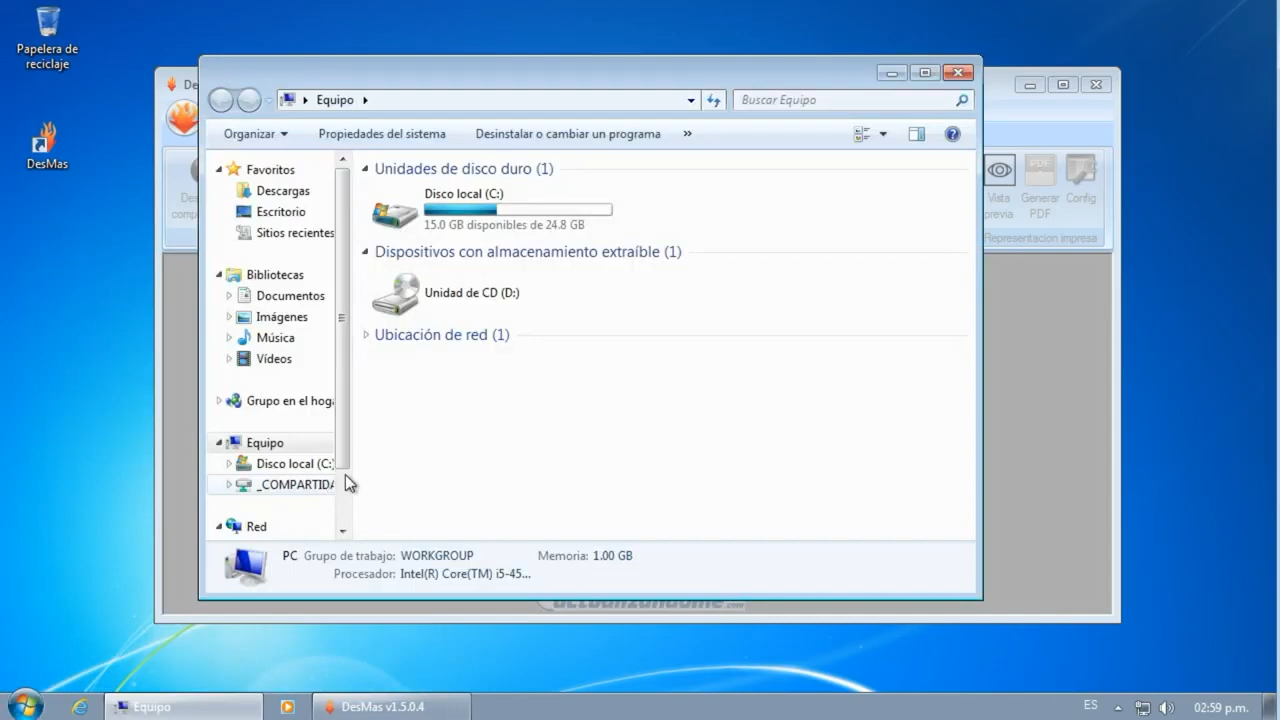 Papelera de
reciclaje
DesMas
De
Equipo
Buscar Equipo
Organizar
Propiedades del sistema
Desinstalar o cambiar un programa
»
Favoritos
Descargas
Escritorio
Sitios recientes
Bibliotecas
Documentos
Imágenes
Música
Vídeos
Grupo en el hoga
Equipo
Disco local (C:)
_COMPARTIDA
Red
Unidades de disco duro (1)
Disco local (C:)
15.0 GB disponibles de 24.8 GB
Dispositivos con almacenamiento extraíble (1)
Unidad de CD (D:)
Ubicación de red (1)
PC Grupo de trabajo: WORKGROUP
Memoria: 1.00 GB
Procesador: Intel(R) Core(TM) i5-45...
Des
comp
Vista
previa
PDF
Generar
PDF
Config
Representacion impresa
Equipo
DesMas v1.5.0.4
ES
02:59 p.m.